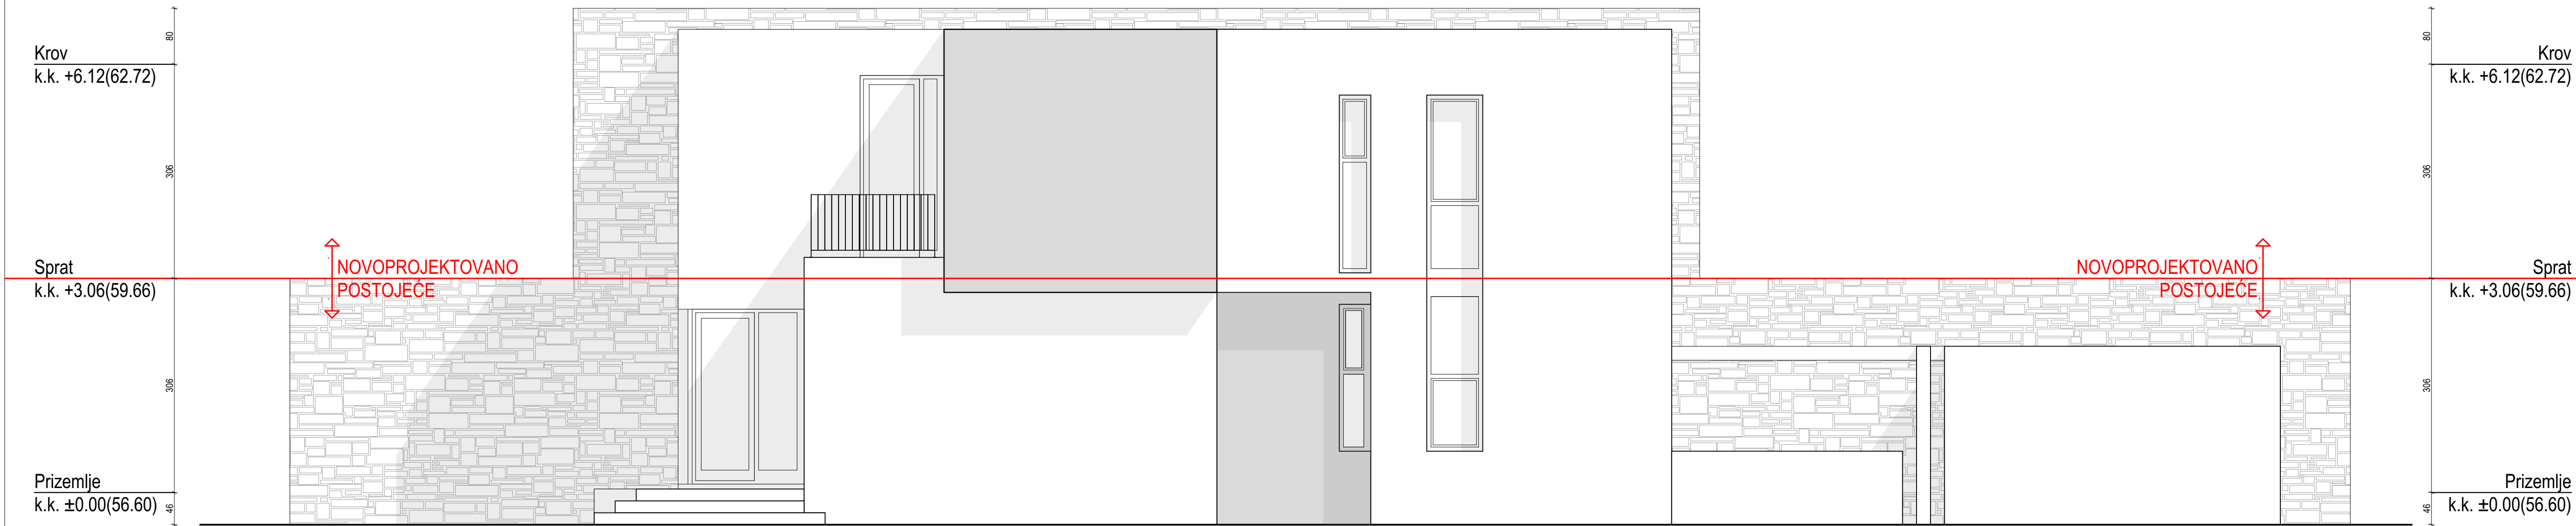 80
Krov
k.k. +6.12(62.72)
306
Sprat
k.k. +3.06(59.66)
NOVOPROJEKTOVANO
POSTOJEĆE
306
Prizemlje
k.k. ±0.00(56.60)
46
80
Krov
k.k. +6.12(62.72)
306
NOVOPROJEKTOVANO
POSTOJEĆE
Sprat
k.k. +3.06(59.66)
306
Prizemlje
k.k. ±0.00(56.60)
46